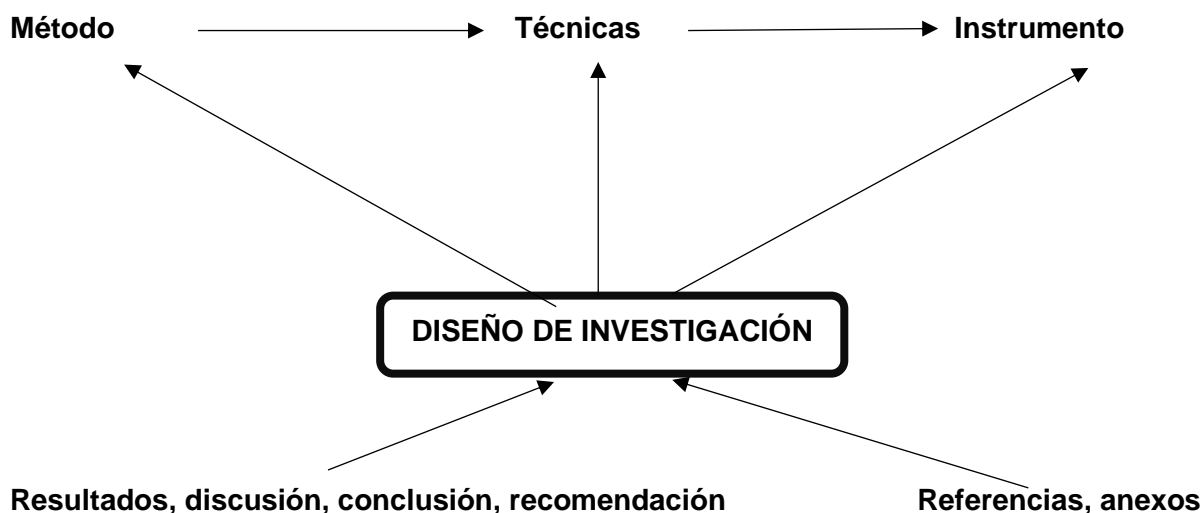 Método Técnicas Instrumento
DISEÑO DE INVESTIGACIÓN
Resultados, discusión, conclusión, recomendación Referencias, anexos